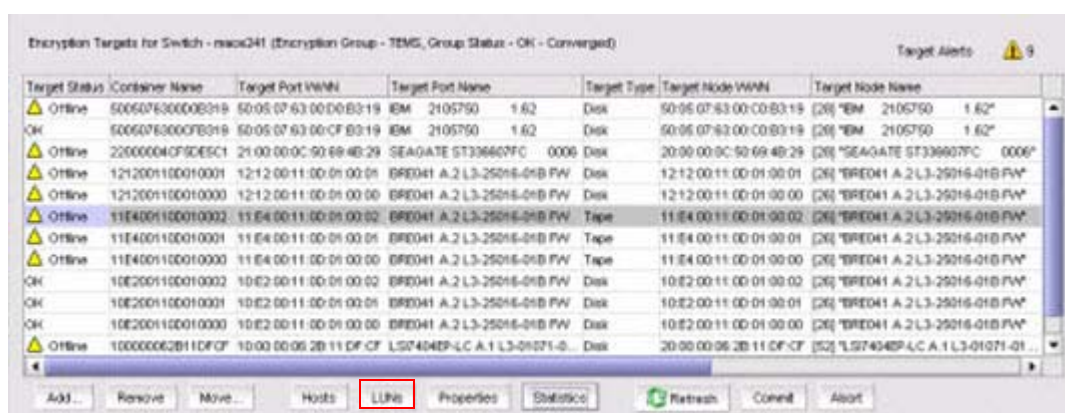 Encryption Targets for Switch - mace241 (Encryption Group - TEMS, Group Status - OK - Converged)
Target Alerts 9
Target Status Container Name Target Port WWN Target Port Name Target Type Target Node WWN Target Node Name
Offline 5005076300D0B319 50:05:07:63:00:D0:B3:19 IBM 2105750 1.62 Disk 50:05:07:63:00:C0:B3:19 [28] "IBM 2105750 1.62"
OK 5005076300CFB319 50:05:07:63:00:CF:B3:19 IBM 2105750 1.62 Disk 50:05:07:63:00:C0:B3:19 [28] "IBM 2105750 1.62"
Offline 21:00:00:0C:50:69:4B:29 SEAGATE ST336607FC 0006 Disk 20:00:00:0C:50:69:4B:29 [28] "SEAGATE ST336607FC 0006"
Offline 1212001100010001 12:12:00:11:0D:01:00:01 BRE041 A.2 L3-25016-01B FW Disk 12:12:00:11:0D:01:00:01 [26] "BRE041 A.2 L3-25016-01B FW"
Offline 121200110D010000 12:12:00:11:0D:01:00:00 BRE041 A.2 L3-25016-01B FW Disk 12:12:00:11:0D:01:00:00 [26] "BRE041 A.2 L3-25016-01B FW"
Offline 11E400110D010002 11:E4:00:11:0D:01:00:02 BRE041 A.2 L3-25016-01B FW Tape 11:E4:00:11:0D:01:00:02 [26] "BRE041 A.2 L3-25016-01B FW"
Offline 11E400110D010001 11:E4:00:11:0D:01:00:01 BRE041 A.2 L3-25016-01B FW Tape 11:E4:00:11:0D:01:00:01 [26] "BRE041 A.2 L3-25016-01B FW"
Offline 11E400110D010000 11:E4:00:11:0D:01:00:00 BRE041 A.2 L3-25016-01B FW Tape 11:E4:00:11:0D:01:00:00 [26] "BRE041 A.2 L3-25016-01B FW"
OK 10E200110D010002 10:E2:00:11:0D:01:00:02 BRE041 A.2 L3-25016-01B FW Disk 10:E2:00:11:0D:01:00:02 [26] "BRE041 A.2 L3-25016-01B FW"
OK 10E200110D010001 10:E2:00:11:0D:01:00:01 BRE041 A.2 L3-25016-01B FW Disk 10:E2:00:11:0D:01:00:01 [26] "BRE041 A.2 L3-25016-01B FW"
OK 10E200110D010000 10:E2:00:11:0D:01:00:00 BRE041 A.2 L3-25016-01B FW Disk 10:E2:00:11:0D:01:00:00 [26] "BRE041 A.2 L3-25016-01B FW"
Offline 100000062B11DFCF 10:00:00:06:2B:11:DF:CF LSI7404EP-LC A.1 L3-01071-0... Disk 20:00:00:06:2B:11:DF:CF [52] "LSI7404EP-LC A.1 L3-01071-01...
Add... Remove Move... Hosts LUNs Properties Statistics Refresh Commit Abort